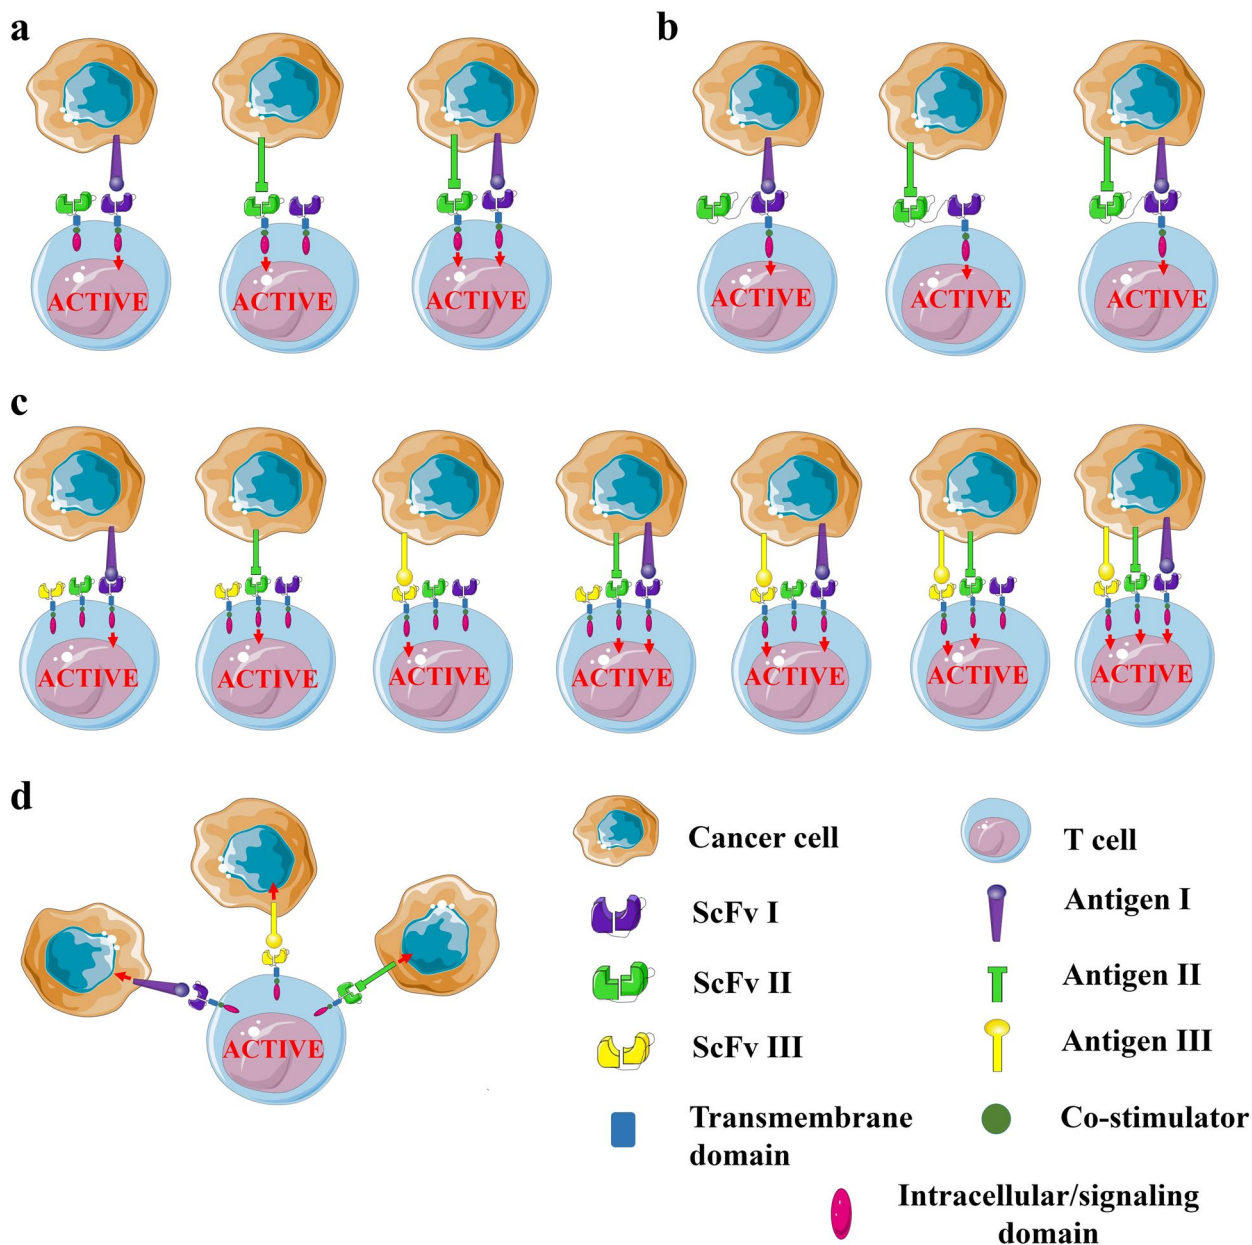 a
b
ACTIVE ACTIVE ACTIVE
ACTIVE ACTIVE ACTIVE
c
ACTIVE ACTIVE ACTIVE ACTIVE ACTIVE ACTIVE ACTIVE
d
ACTIVE
Cancer cell
T cell
ScFv I
Antigen I
ScFv II
Antigen II
ScFv III
Antigen III
Transmembrane
domain
Co-stimulator
Intracellular/signaling
domain